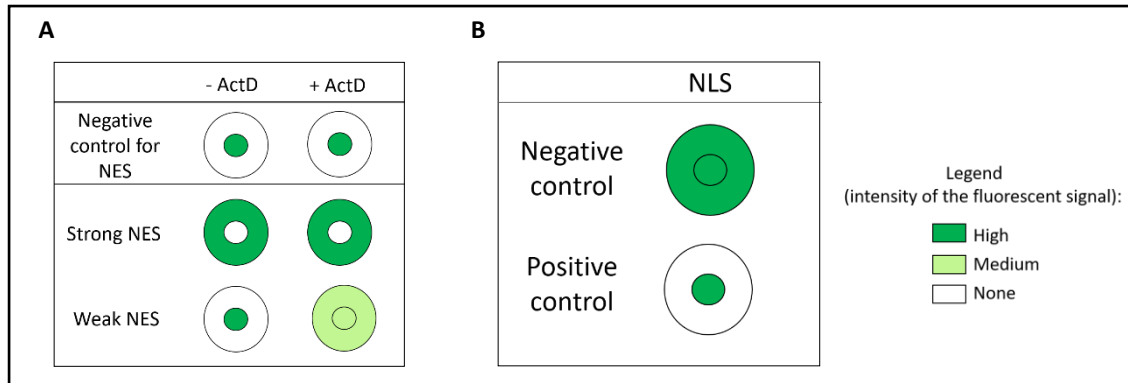 A
- ActD + ActD
Negative
control for
NES
Strong NES
Weak NES
B
NLS
Negative
control
Positive
control
Legend
(intensity of the fluorescent signal):
High
Medium
None